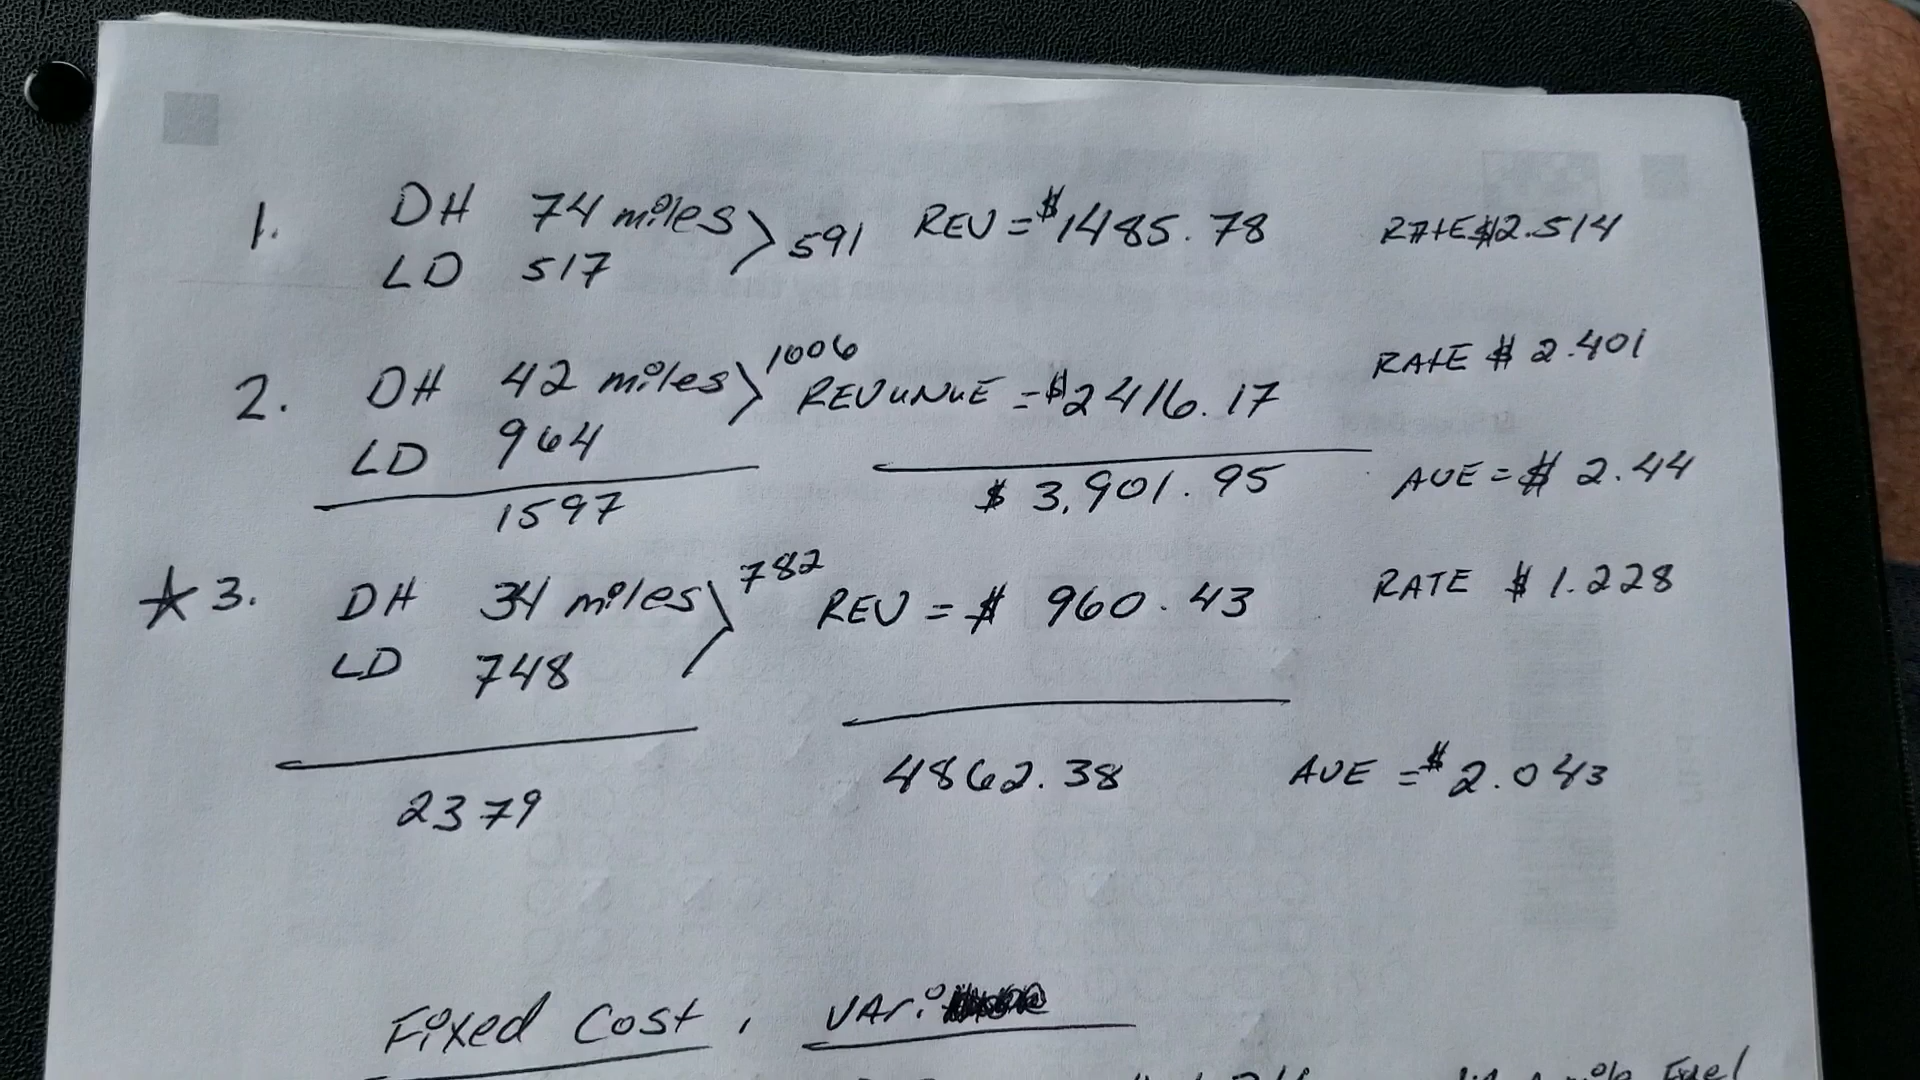 1. DH 74 miles > 591 REV = $1485.78 RATE $2.514
LD 517
2. DH 42 miles > 1006 REVUNUE = $2416.17 RATE $ 2.401
LD 964
1597 $ 3,901.95 AVE = $ 2.44
★ 3. DH 34 miles > 782 REV = $ 960.43 RATE $ 1.228
LD 748
2379 4862.38 AVE = $2.043
Fixed Cost, VARi
Fuel